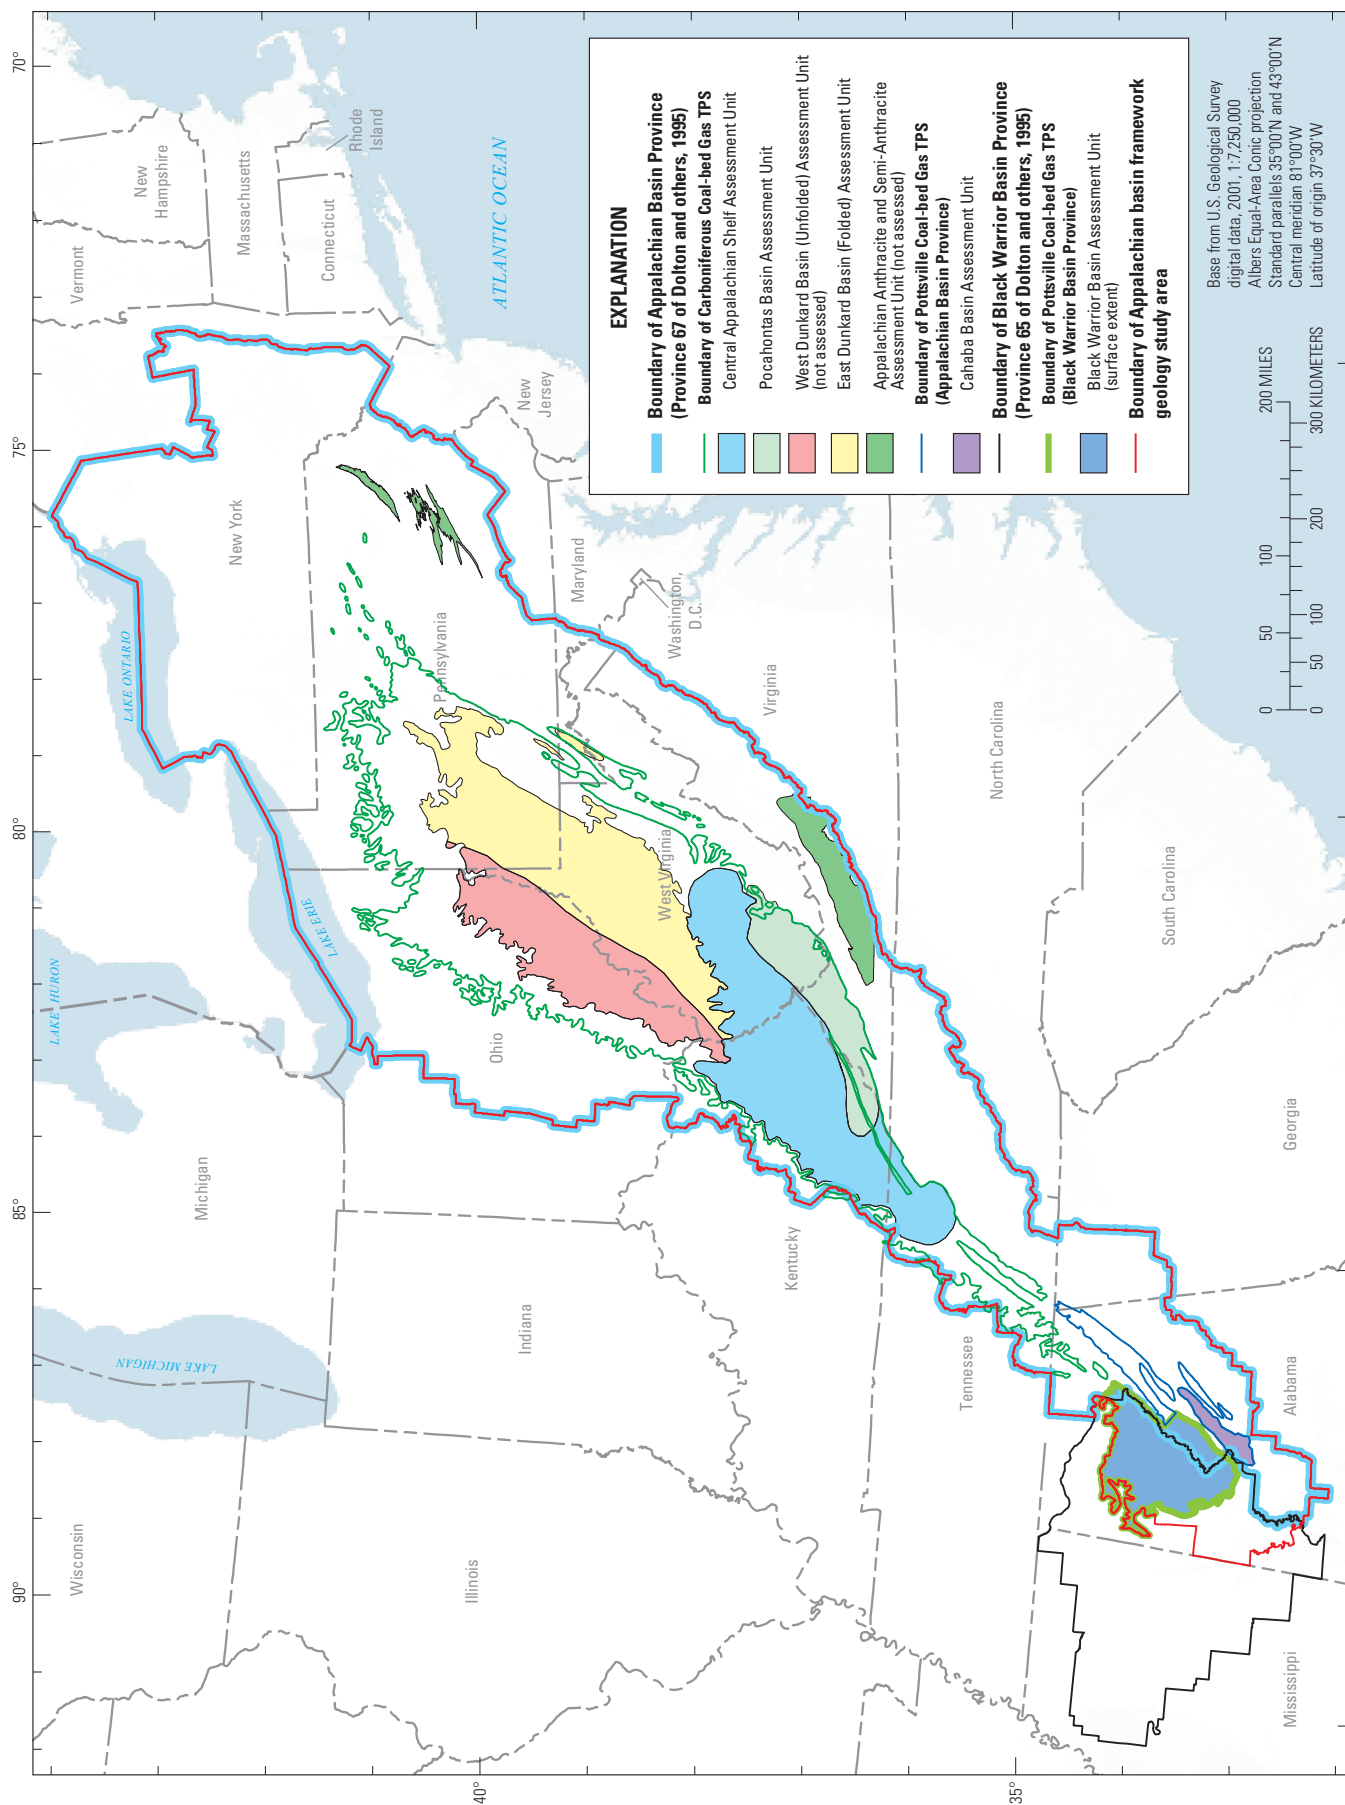 70°
75°
80°
85°
90°
40°
35°
LAKE HURON
LAKE ONTARIO
LAKE ERIE
LAKE MICHIGAN
ATLANTIC OCEAN
Vermont
New
Hampshire
Massachusetts
Connecticut
Rhode
Island
New York
New
Jersey
Pennsylvania
Maryland
Washington,
D.C.
Virginia
West Virginia
North Carolina
South Carolina
Georgia
Ohio
Michigan
Indiana
Kentucky
Tennessee
Alabama
Wisconsin
Illinois
Mississippi
EXPLANATION
Boundary of Appalachian Basin Province
(Province 67 of Dolton and others, 1995)
Boundary of Carboniferous Coal-bed Gas TPS
Central Appalachian Shelf Assessment Unit
Pocahontas Basin Assessment Unit
West Dunkard Basin (Unfolded) Assessment Unit
(not assessed)
East Dunkard Basin (Folded) Assessment Unit
Appalachian Anthracite and Semi-Anthracite
Assessment Unit (not assessed)
Boundary of Pottsville Coal-bed Gas TPS
(Appalachian Basin Province)
Cahaba Basin Assessment Unit
Boundary of Black Warrior Basin Province
(Province 65 of Dolton and others, 1995)
Boundary of Pottsville Coal-bed Gas TPS
(Black Warrior Basin Province)
Black Warrior Basin Assessment Unit
(surface extent)
Boundary of Appalachian basin framework
geology study area
Base from U.S. Geological Survey
digital data, 2001, 1:7,250,000
Albers Equal-Area Conic projection
Standard parallels 35°00'N and 43°00'N
Central meridian 81°00'W
Latitude of origin 37°30'W
0 50 100 200 MILES
0 50 100 200 300 KILOMETERS